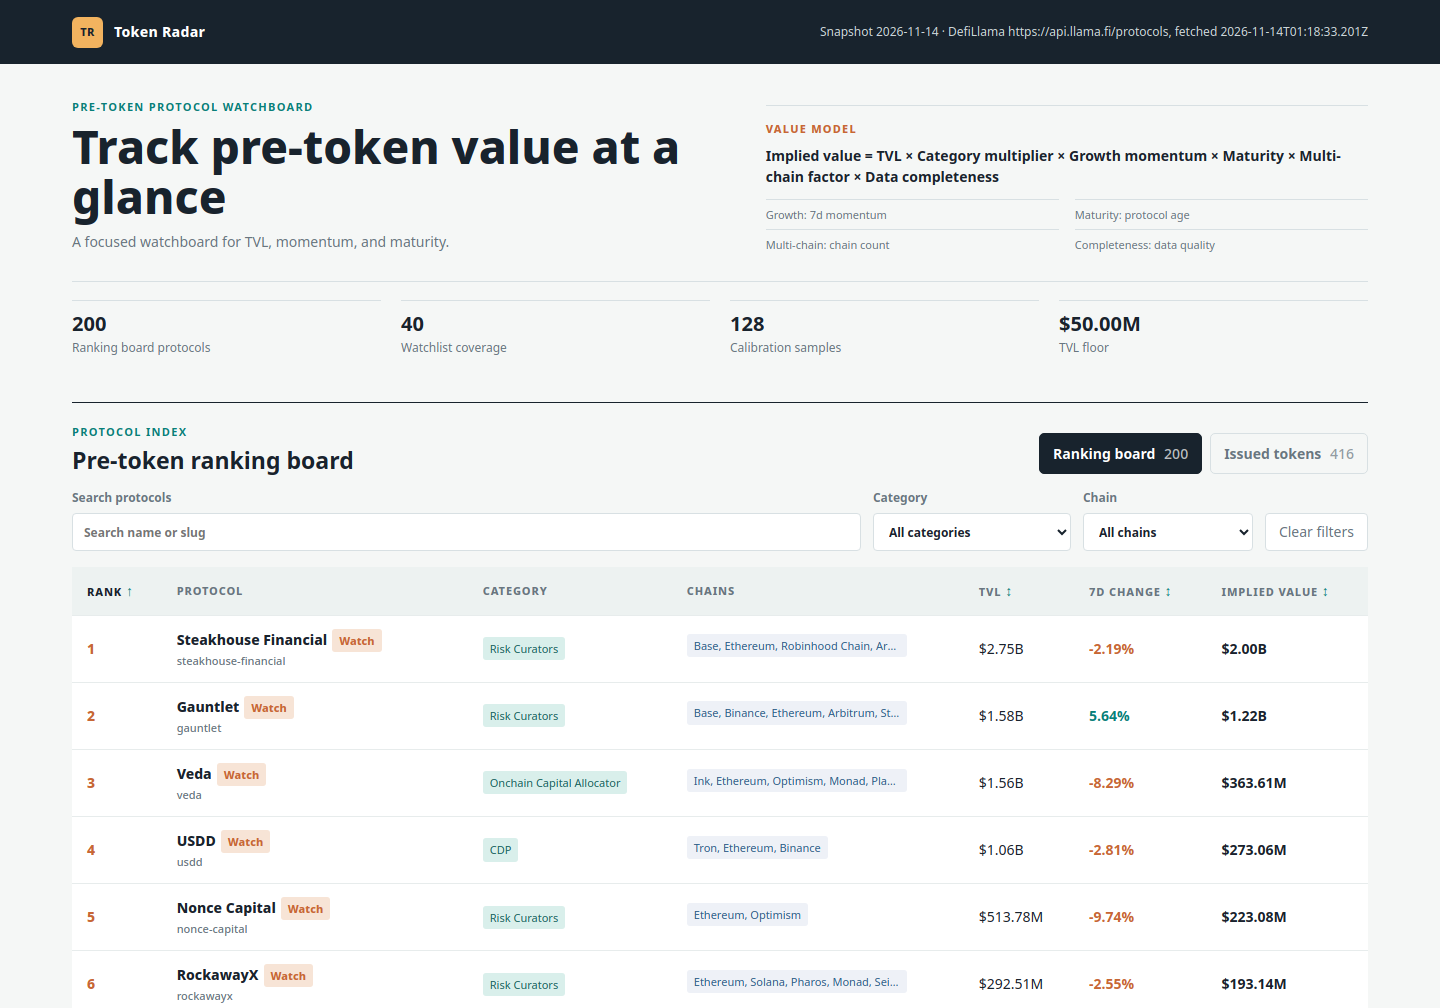 TR
Token Radar
Snapshot 2026-11-14 · DefiLlama https://api.llama.fi/protocols, fetched 2026-11-14T01:18:33.201Z
PRE-TOKEN PROTOCOL WATCHBOARD
Track pre-token value at a
glance
A focused watchboard for TVL, momentum, and maturity.
VALUE MODEL
Implied value = TVL × Category multiplier × Growth momentum × Maturity × Multi-
chain factor × Data completeness
Growth: 7d momentum
Maturity: protocol age
Multi-chain: chain count
Completeness: data quality
200
Ranking board protocols
40
Watchlist coverage
128
Calibration samples
$50.00M
TVL floor
PROTOCOL INDEX
Pre-token ranking board
Ranking board 200
Issued tokens 416
Search protocols
Search name or slug
Category
All categories
Chain
All chains
Clear filters
RANK ↑ PROTOCOL CATEGORY CHAINS TVL ↕ 7D CHANGE ↕ IMPLIED VALUE ↕
1 Steakhouse Financial Watch Risk Curators Base, Ethereum, Robinhood Chain, Ar... $2.75B -2.19% $2.00B
steakhouse-financial
2 Gauntlet Watch Risk Curators Base, Binance, Ethereum, Arbitrum, St... $1.58B 5.64% $1.22B
gauntlet
3 Veda Watch Onchain Capital Allocator Ink, Ethereum, Optimism, Monad, Pla... $1.56B -8.29% $363.61M
veda
4 USDD Watch CDP Tron, Ethereum, Binance $1.06B -2.81% $273.06M
usdd
5 Nonce Capital Watch Risk Curators Ethereum, Optimism $513.78M -9.74% $223.08M
nonce-capital
6 RockawayX Watch Risk Curators Ethereum, Solana, Pharos, Monad, Sei... $292.51M -2.55% $193.14M
rockawayx